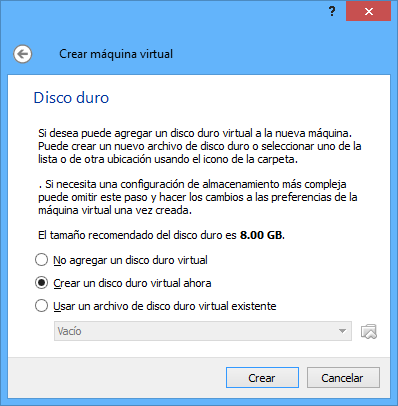 ?
Crear máquina virtual
Disco duro
Si desea puede agregar un disco duro virtual a la nueva máquina.
Puede crear un nuevo archivo de disco duro o seleccionar uno de la
lista o de otra ubicación usando el icono de la carpeta.
. Si necesita una configuración de almacenamiento más compleja
puede omitir este paso y hacer los cambios a las preferencias de la
máquina virtual una vez creada.
El tamaño recomendado del disco duro es 8.00 GB.
No agregar un disco duro virtual
Crear un disco duro virtual ahora
Usar un archivo de disco duro virtual existente
Vacío
Crear
Cancelar